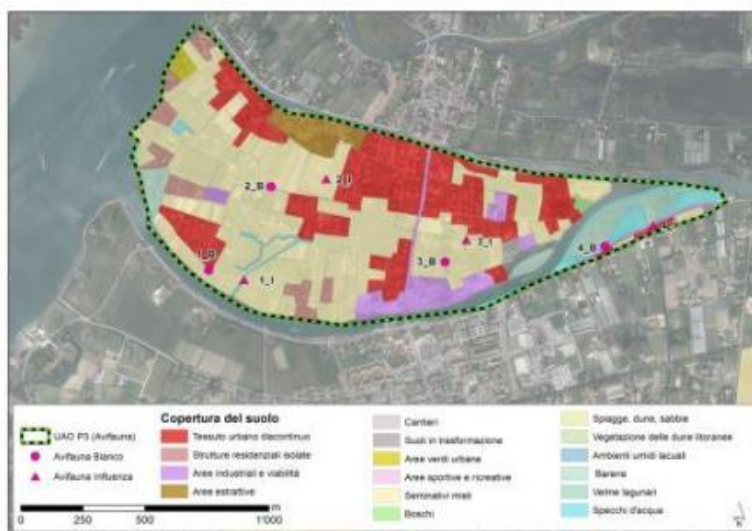 2_B
2_I
3_I
3_B
4_B
1_B
1_I
UAO P3 (Avifauna)
Avifauna Bianco
Avifauna Influenza
1'000
500
0
500
1'000
m
Copertura del suolo
Tessuto urbano discontinuo
Strutture residenziali isolate
Aree industriali e viabilità
Aree estrattive
Cantieri
Suoli in trasformazione
Aree verdi urbane
Aree sportive e ricreative
Seminativi misti
Boschi
Spiagge, dune, sabbie
Vegetazione delle dune litoranee
Ambienti umidi lacuali
Barene
Velme lagunari
Specchi d'acqua